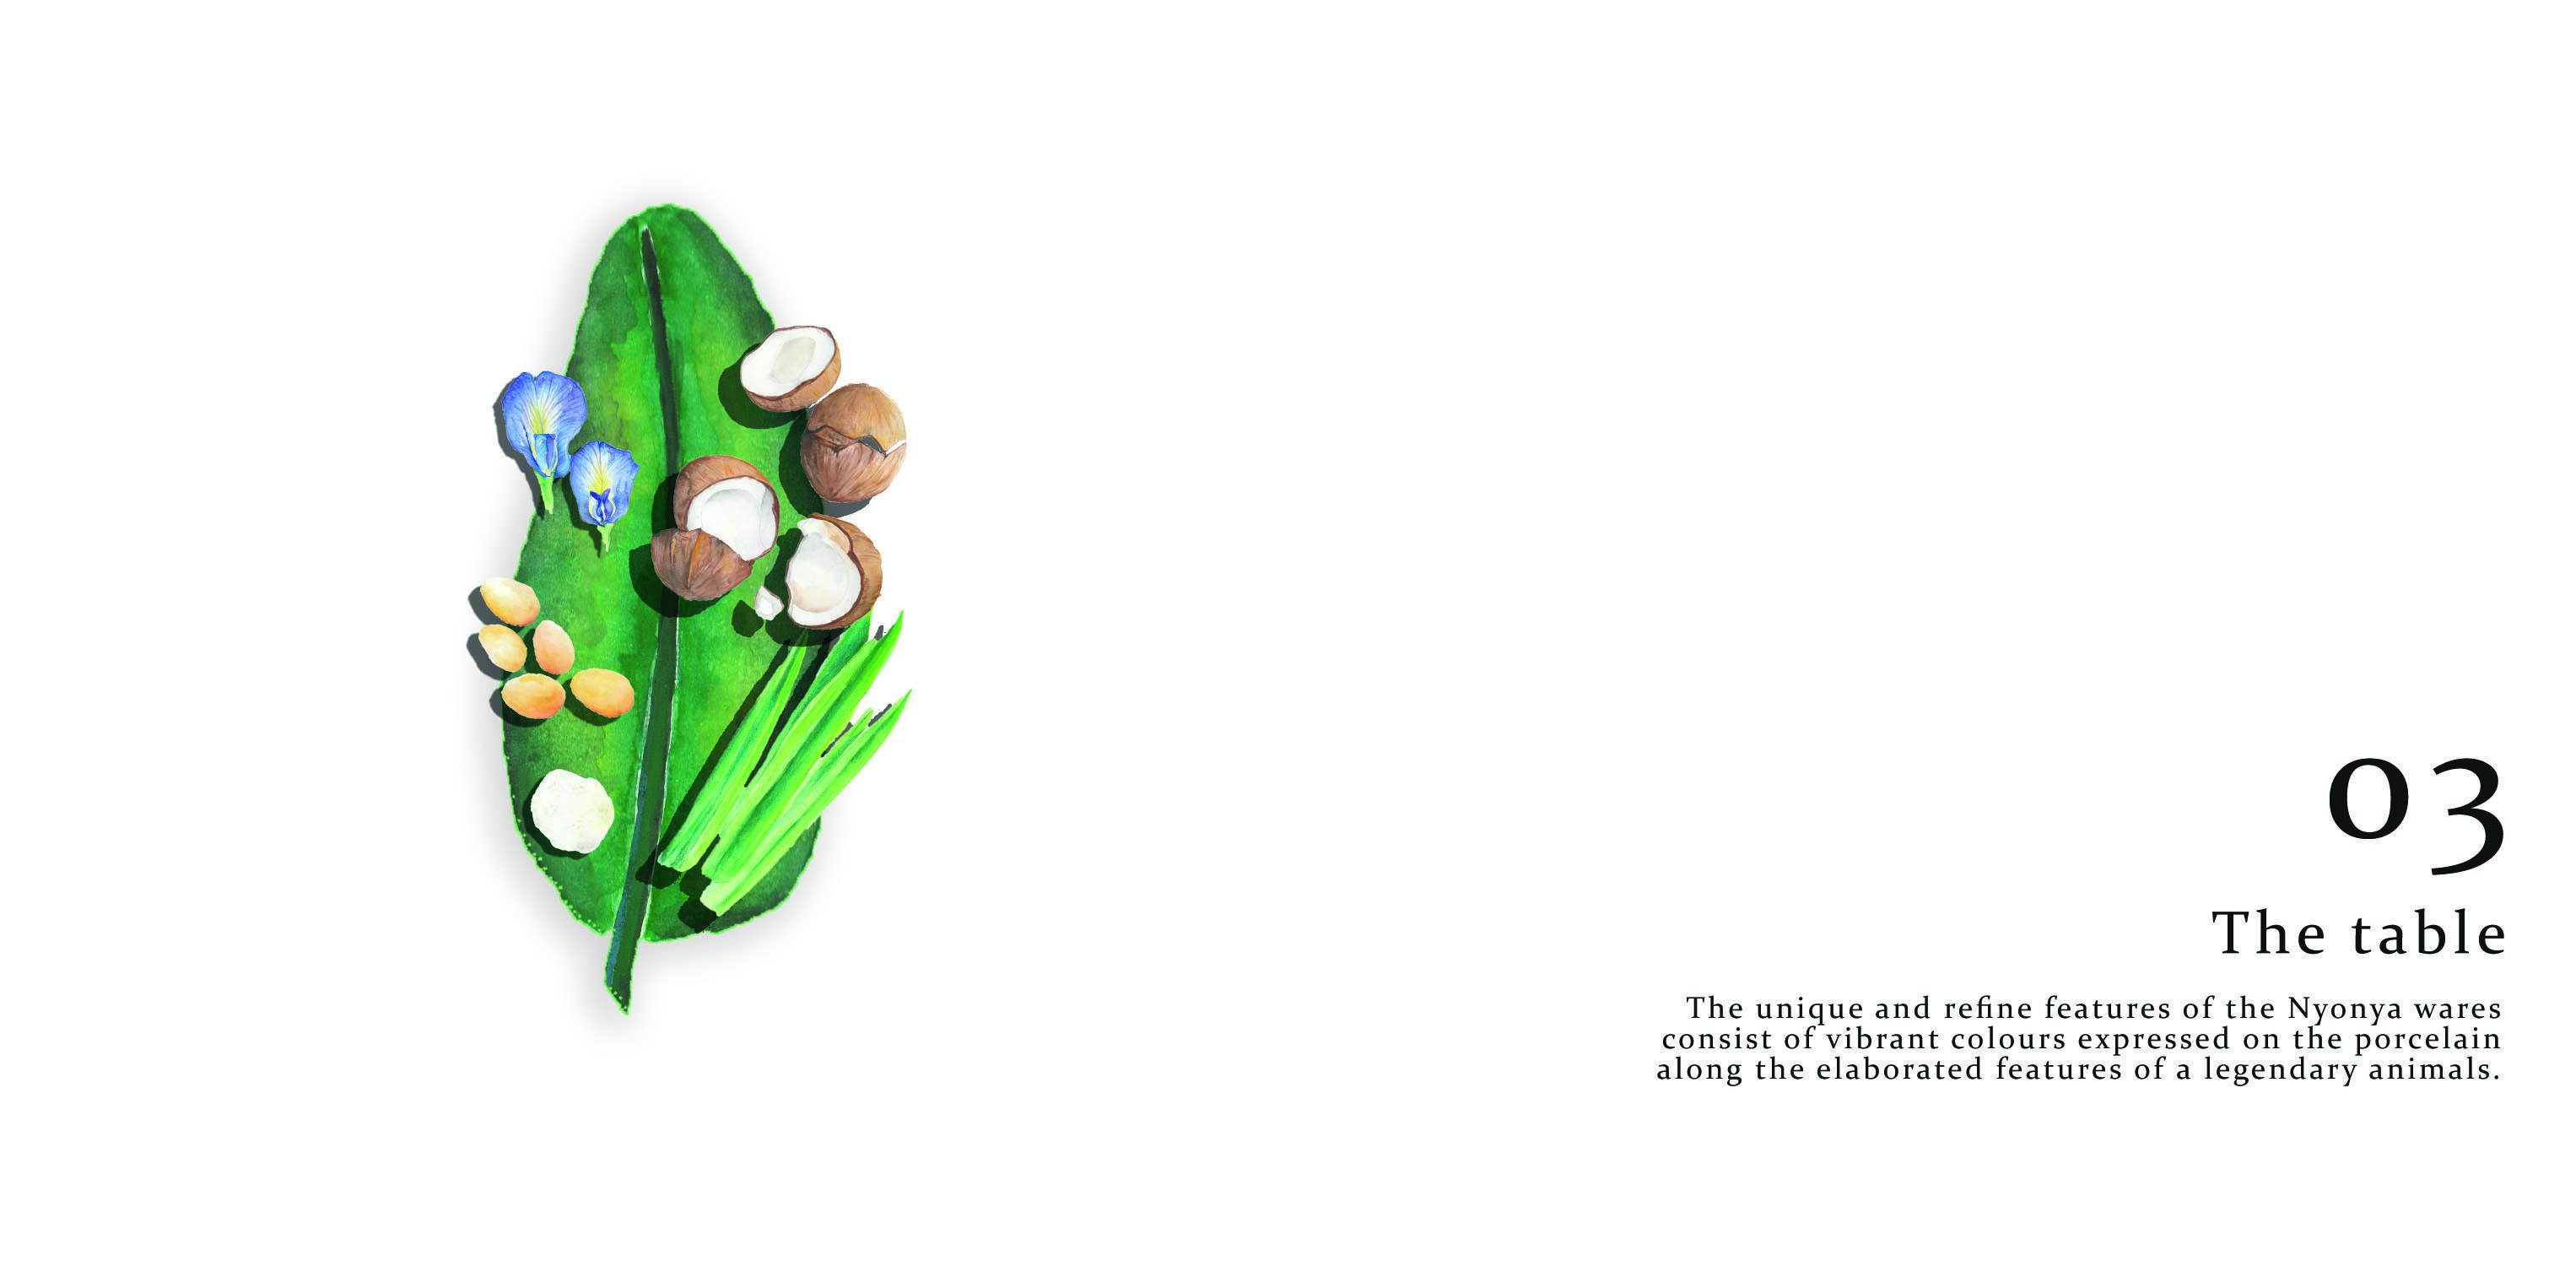 03
The table
The unique and refine features of the Nyonya wares
consist of vibrant colours expressed on the porcelain
along the elaborated features of a legendary animals.